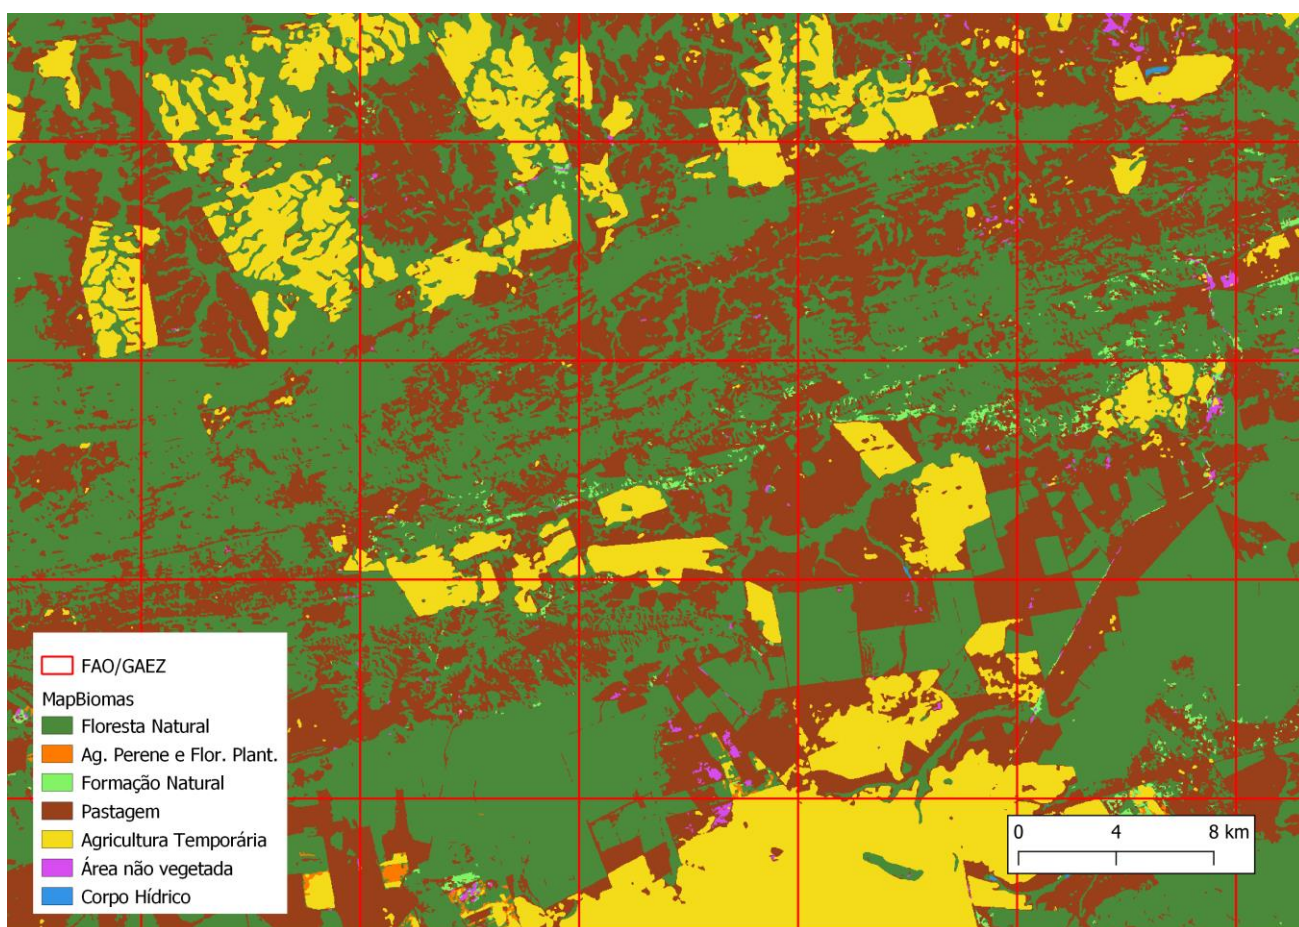 FAO/GAEZ
MapBiomas
Floresta Natural
Ag. Perene e Flor. Plant.
Formação Natural
Pastagem
Agricultura Temporária
Área não vegetada
Corpo Hídrico
0 4 8 km